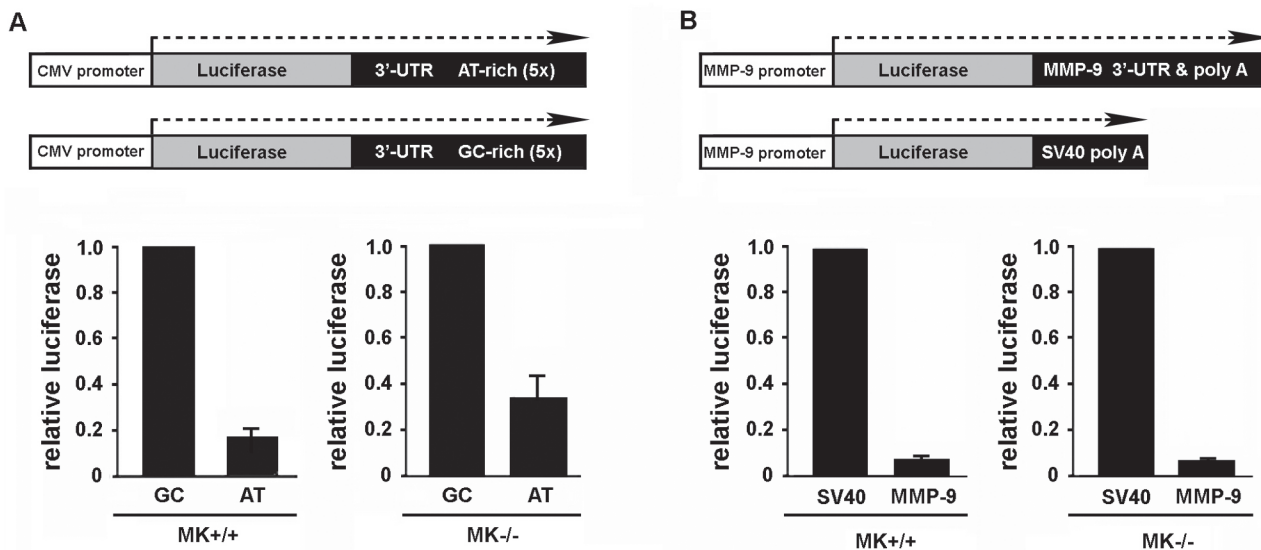 A
CMV promoter Luciferase 3'-UTR AT-rich (5x)
CMV promoter Luciferase 3'-UTR GC-rich (5x)
relative luciferase
1.0
0.8
0.6
0.4
0.2
0
GC AT
MK+/+
relative luciferase
1.0
0.8
0.6
0.4
0.2
0
GC AT
MK-/-
B
MMP-9 promoter Luciferase MMP-9 3'-UTR & poly A
MMP-9 promoter Luciferase SV40 poly A
relative luciferase
1.0
0.8
0.6
0.4
0.2
0
SV40 MMP-9
MK+/+
relative luciferase
1.0
0.8
0.6
0.4
0.2
0
SV40 MMP-9
MK-/-